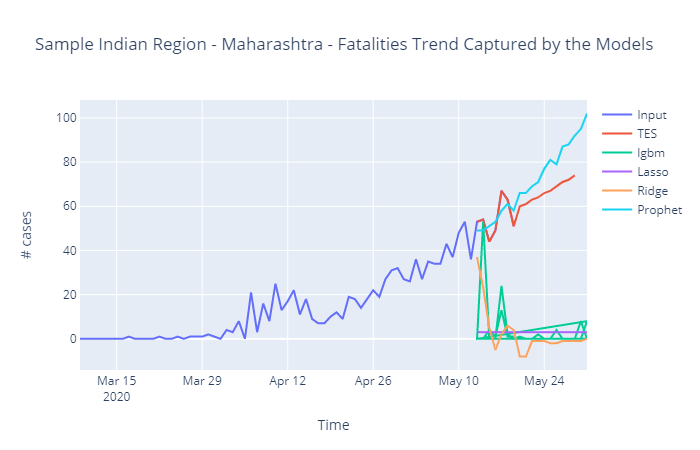 Sample Indian Region - Maharashtra - Fatalities Trend Captured by the Models
100
80
60
40
20
0
# cases
Mar 15
2020
Mar 29
Apr 12
Apr 26
May 10
May 24
Time
Input
TES
lgbm
Lasso
Ridge
Prophet